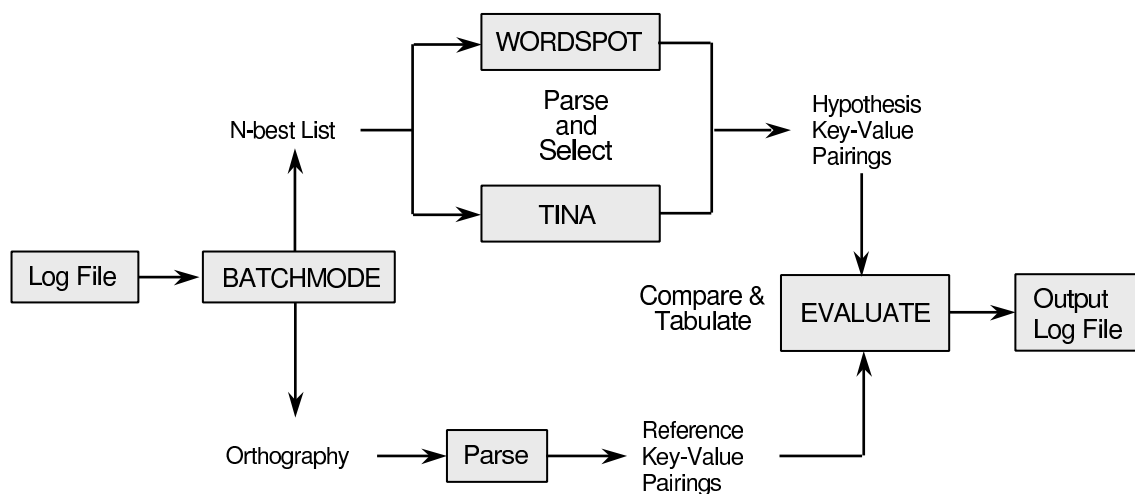 WORDSPOT
Parse
and
Select
N-best List
Hypothesis
Key-Value
Pairings
TINA
Log File
BATCHMODE
Compare &
Tabulate
EVALUATE
Output
Log File
Orthography
Parse
Reference
Key-Value
Pairings